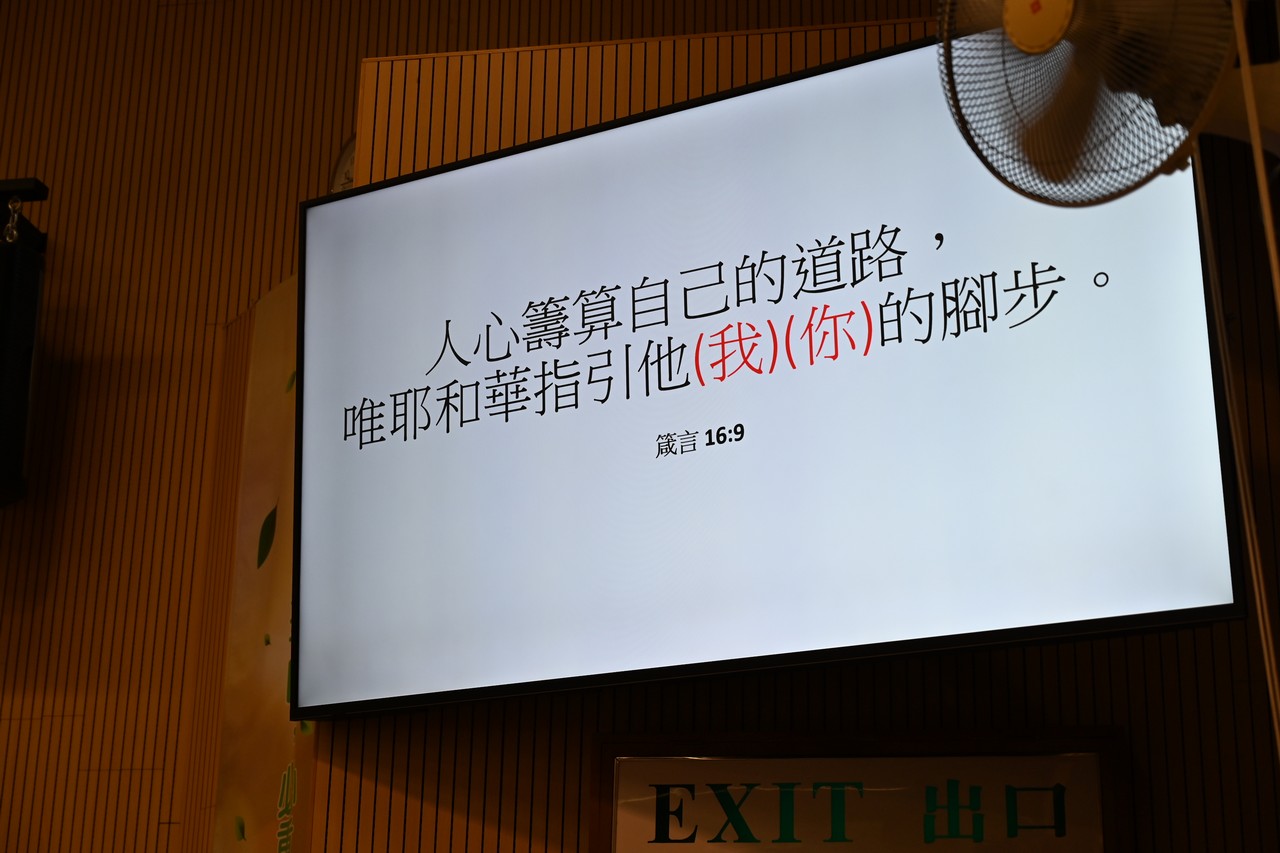 人心籌算自己的道路，
唯耶和華指引他(我)(你)的腳步。
箴言 16:9
EXIT 出口